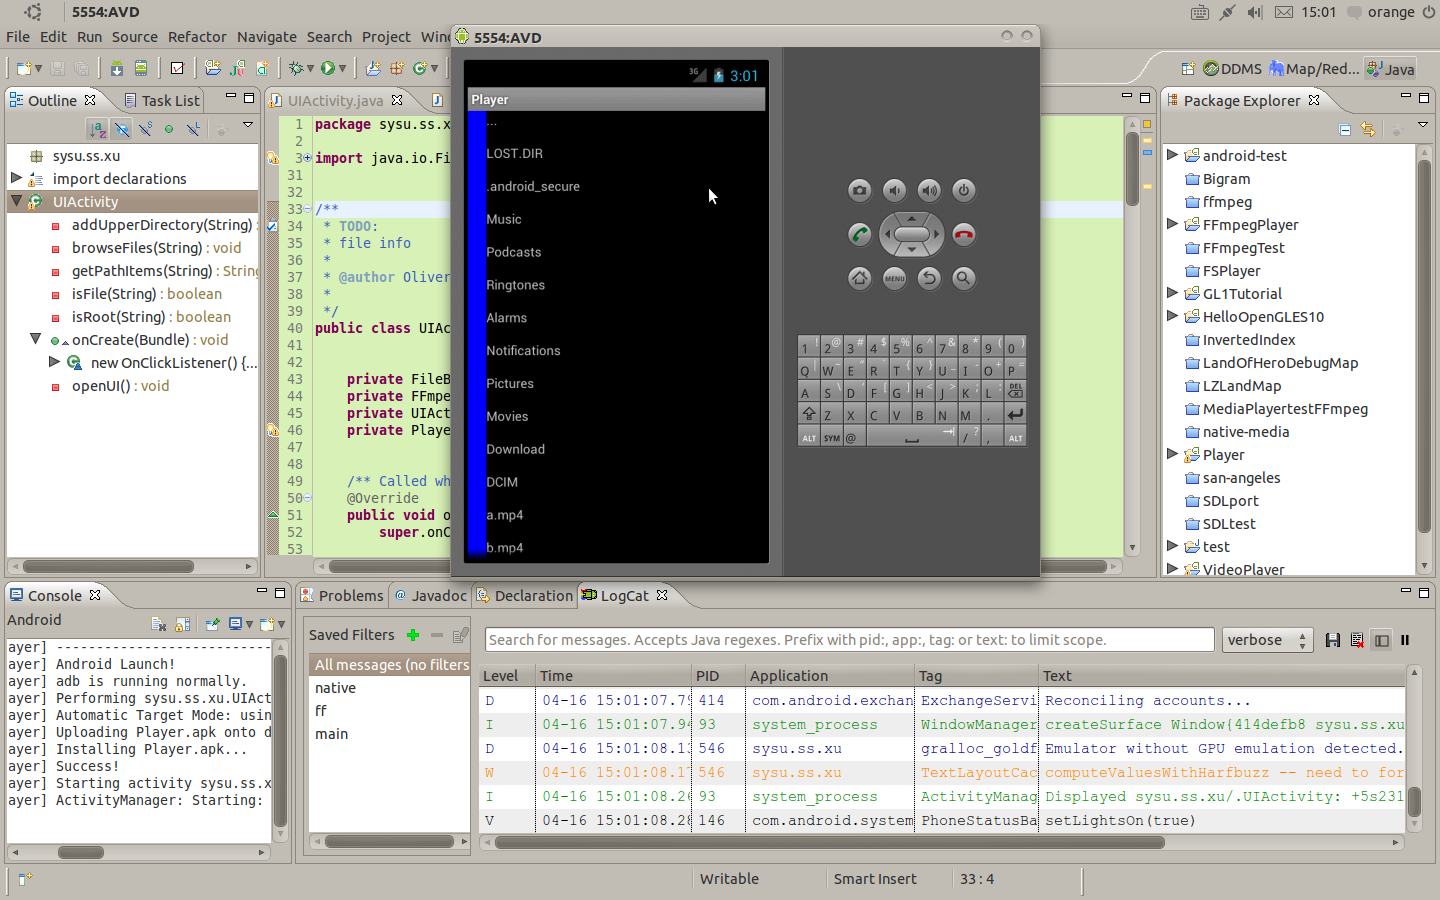 5554:AVD
15:01
orange
File Edit Run Source Refactor Navigate Search Project Win
DDMS
Map/Red...
Java
Outline
Task List
sysu.ss.xu
import declarations
UIActivity
addUpperDirectory(String) :
browseFiles(String) : void
getPathItems(String) : String
isFile(String) : boolean
isRoot(String) : boolean
onCreate(Bundle) : void
new OnClickListener() {...
openUI() : void
UIActivity.java
1 package sysu.ss.x
2
3 import java.io.Fi
31
32
33 /**
34 * TODO:
35 * file info
36 *
37 * @author Oliver
38 *
39 */
40 public class UIAc
41
42
43 private FileB
44 private FFmpe
45 private UIAct
46 private Playe
47
48
49 /** Called wh
50 @Override
51 public void o
52 super.onC
53
5554:AVD
3G 3:01
Player
...
LOST.DIR
.android_secure
Music
Podcasts
Ringtones
Alarms
Notifications
Pictures
Movies
Download
DCIM
a.mp4
b.mp4
MENU
1 ! 2 @ 3 # 4 $ 5 % 6 ^ 7 & 8 * 9 ( 0 )
Q | W ~ E " R ` T { Y } U _ I - O + P =
A S \ D F [ G ] H < J > K ; L : DEL
Z X C V B N M .
ALT SYM @ / ? , ALT
Package Explorer
android-test
Bigram
ffmpeg
FFmpegPlayer
FFmpegTest
FSPlayer
GL1Tutorial
HelloOpenGLES10
InvertedIndex
LandOfHeroDebugMap
LZLandMap
MediaPlayertestFFmpeg
native-media
Player
san-angeles
SDLport
SDLtest
test
VideoPlayer
Console
Android
ayer] ---------------------------
ayer] Android Launch!
ayer] adb is running normally.
ayer] Performing sysu.ss.xu.UIAct
ayer] Automatic Target Mode: usin
ayer] Uploading Player.apk onto d
ayer] Installing Player.apk...
ayer] Success!
ayer] Starting activity sysu.ss.x
ayer] ActivityManager: Starting:
Problems
Javadoc
Declaration
LogCat
Saved Filters
All messages (no filters
native
ff
main
Search for messages. Accepts Java regexes. Prefix with pid:, app:, tag: or text: to limit scope.
verbose
Level Time PID Application Tag Text
D 04-16 15:01:07.79 414 com.android.exchan ExchangeServi Reconciling accounts...
I 04-16 15:01:07.94 93 system_process WindowManager createSurface Window{414defb8 sysu.ss.xu
D 04-16 15:01:08.13 546 sysu.ss.xu gralloc_goldf Emulator without GPU emulation detected.
W 04-16 15:01:08.17 546 sysu.ss.xu TextLayoutCac computeValuesWithHarfbuzz -- need to for
I 04-16 15:01:08.26 93 system_process ActivityManag Displayed sysu.ss.xu/.UIActivity: +5s231
V 04-16 15:01:08.28 146 com.android.system PhoneStatusBa setLightsOn(true)
Writable
Smart Insert
33 : 4